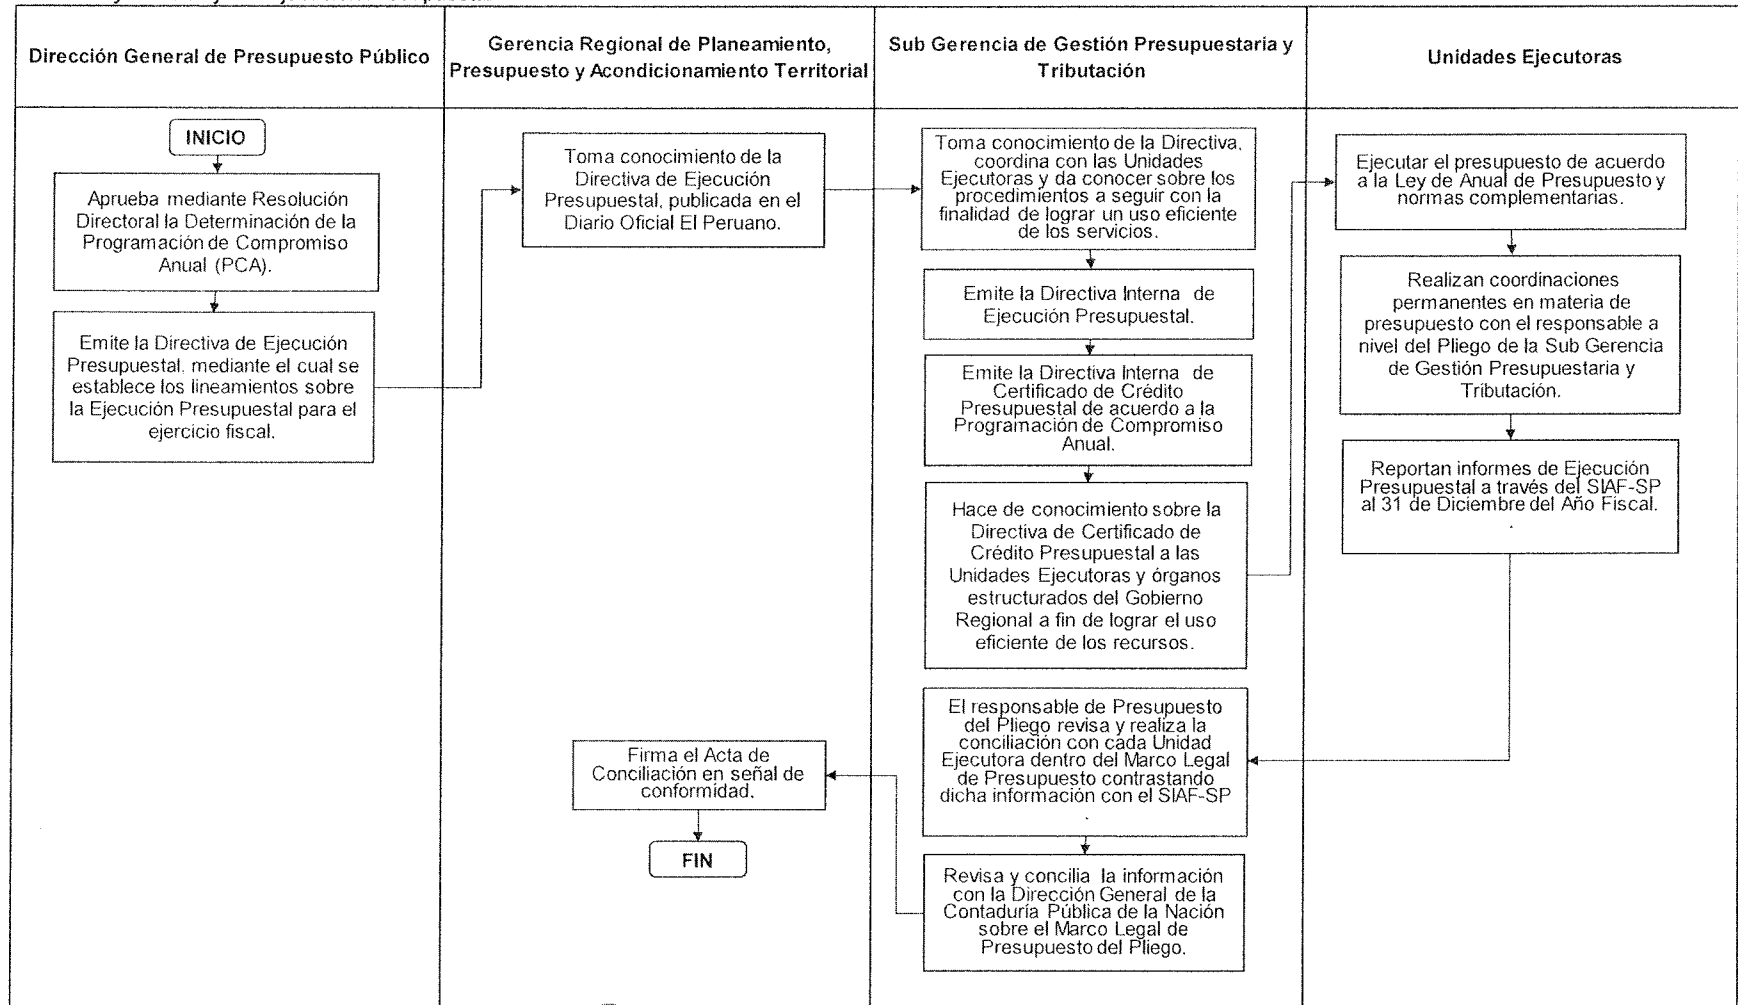 Dirección General de Presupuesto Público
Gerencia Regional de Planeamiento,
Presupuesto y Acondicionamiento Territorial
Sub Gerencia de Gestión Presupuestaria y
Tributación
Unidades Ejecutoras
INICIO
Aprueba mediante Resolución
Directoral la Determinación de la
Programación de Compromiso
Anual (PCA).
Emite la Directiva de Ejecución
Presupuestal, mediante el cual se
establece los lineamientos sobre
la Ejecución Presupuestal para el
ejercicio fiscal.
Toma conocimiento de la
Directiva de Ejecución
Presupuestal, publicada en el
Diario Oficial El Peruano.
Toma conocimiento de la Directiva,
coordina con las Unidades
Ejecutoras y da conocer sobre los
procedimientos a seguir con la
finalidad de lograr un uso eficiente
de los servicios.
Emite la Directiva Interna de
Ejecución Presupuestal.
Emite la Directiva Interna de
Certificado de Crédito
Presupuestal de acuerdo a la
Programación de Compromiso
Anual.
Hace de conocimiento sobre la
Directiva de Certificado de
Crédito Presupuestal a las
Unidades Ejecutoras y órganos
estructurados del Gobierno
Regional a fin de lograr el uso
eficiente de los recursos.
Ejecutar el presupuesto de acuerdo
a la Ley de Anual de Presupuesto y
normas complementarias.
Realizan coordinaciones
permanentes en materia de
presupuesto con el responsable a
nivel del Pliego de la Sub Gerencia
de Gestión Presupuestaria y
Tributación.
Reportan informes de Ejecución
Presupuestal a través del SIAF-SP
al 31 de Diciembre del Año Fiscal.
.
El responsable de Presupuesto
del Pliego revisa y realiza la
conciliación con cada Unidad
Ejecutora dentro del Marco Legal
de Presupuesto contrastando
dicha información con el SIAF-SP
.
Revisa y concilia la información
con la Dirección General de la
Contaduría Pública de la Nación
sobre el Marco Legal de
Presupuesto del Pliego.
Firma el Acta de
Conciliación en señal de
conformidad.
FIN